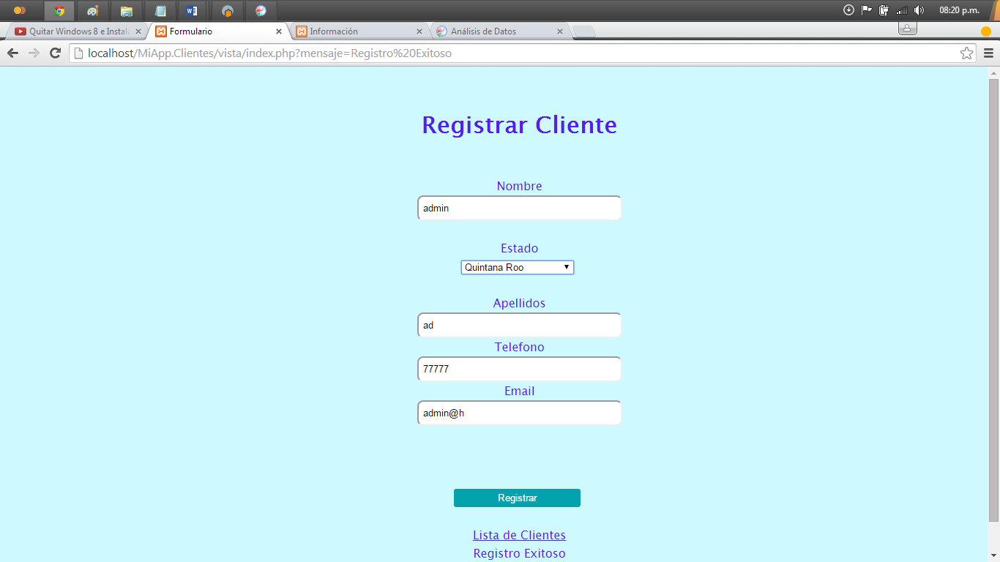 08:20 p.m.
Quitar Windows 8 e Instal
Formulario
Información
Análisis de Datos
localhost/MiApp.Clientes/vista/index.php?mensaje=Registro%20Exitoso
Registrar Cliente
Nombre
admin
Estado
Quintana Roo
Apellidos
ad
Telefono
77777
Email
admin@h
Registrar
Lista de Clientes
Registro Exitoso